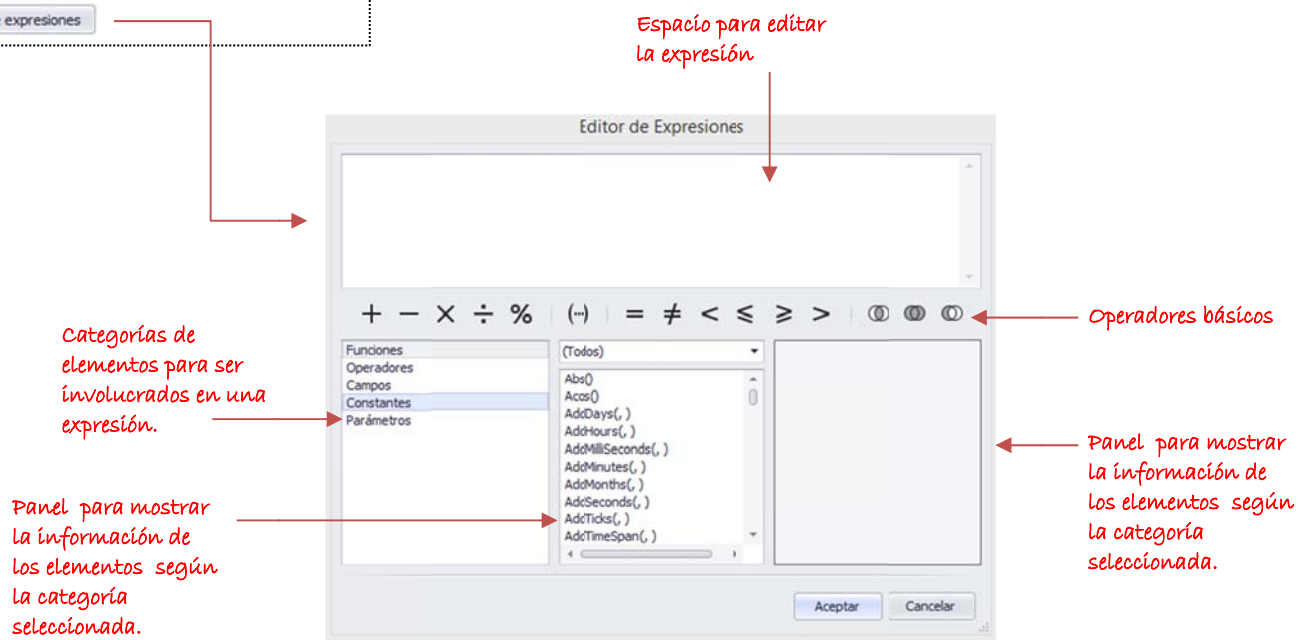 expresiones
Espacio para editar
la expresión
Editor de Expresiones
+ − × ÷ % (···) = ≠ < ≤ ≥ >
Operadores básicos
Categorías de
elementos para ser
involucrados en una
expresión.
Funciones
Operadores
Campos
Constantes
Parámetros
(Todos)
Abs()
Acos()
AddDays(, )
AddHours(, )
AddMilliSeconds(, )
AddMinutes(, )
AddMonths(, )
AddSeconds(, )
AddTicks(, )
AddTimeSpan(, )
Panel para mostrar
la información de
los elementos según
la categoría
seleccionada.
Panel para mostrar
la información de
los elementos según
la categoría
seleccionada.
Aceptar
Cancelar